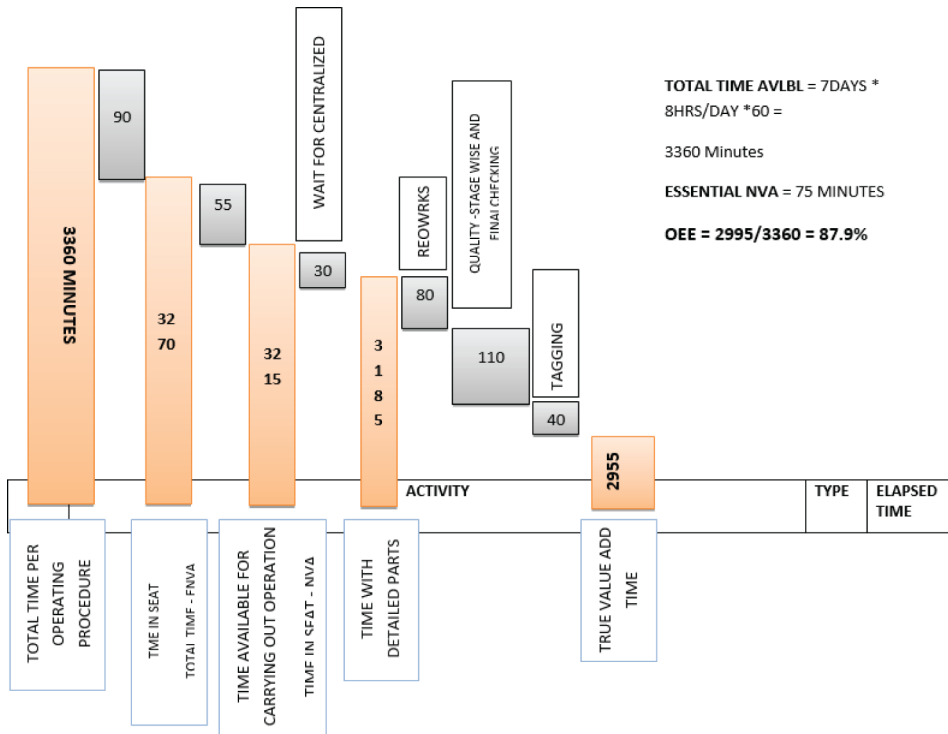 3360 MINUTES
90
32
70
55
32
15
WAIT FOR CENTRALIZED
30
3
1
8
5
REOWRKS
80
QUALITY -STAGE WISE AND
FINAL CHECKING
110
TAGGING
40
2955
TOTAL TIME AVLBL = 7DAYS *
8HRS/DAY *60 =
3360 Minutes
ESSENTIAL NVA = 75 MINUTES
OEE = 2995/3360 = 87.9%
ACTIVITY
TYPE
ELAPSED
TIME
TOTAL TIME PER
OPERATING
PROCEDURE
TME IN SEAT
TOTAL TIME - ENVA
TIME AVAILABLE FOR
CARRYING OUT OPERATION
TIME IN SEAT - NVA
TIME WITH
DETAILED PARTS
TRUE VALUE ADD
TIME